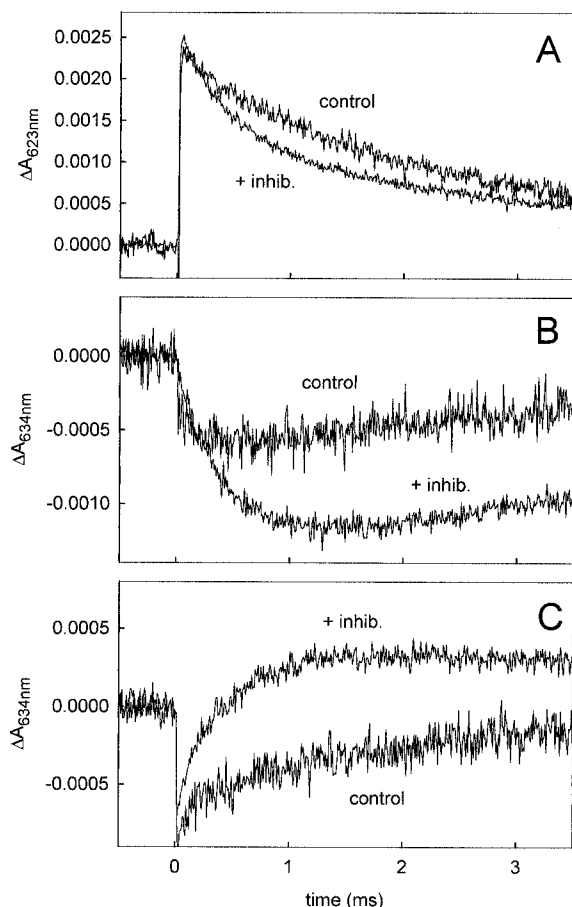 A
0.0025
0.0020
0.0015
0.0010
0.0005
0.0000
ΔA623nm
control
+ inhib.
B
0.0000
-0.0005
-0.0010
ΔA634nm
control
+ inhib.
C
0.0005
0.0000
-0.0005
ΔA634nm
+ inhib.
control
0 1 2 3
time (ms)